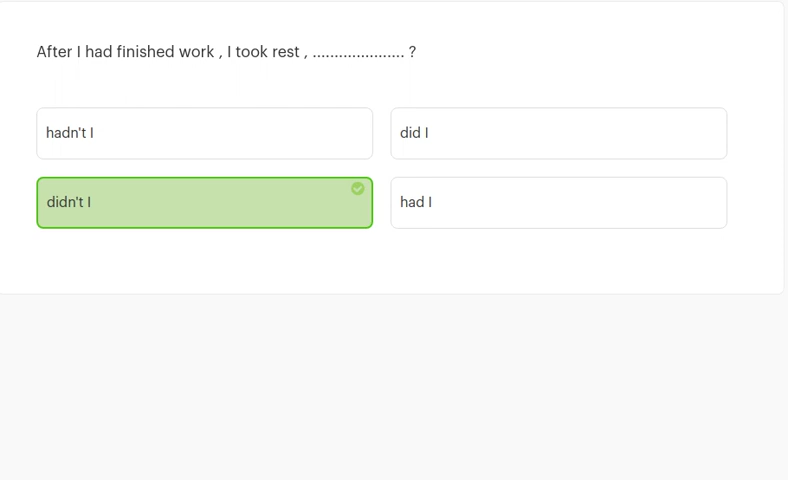 After I had finished work , I took rest , ..................... ?
hadn't I
did I
didn't I
had I